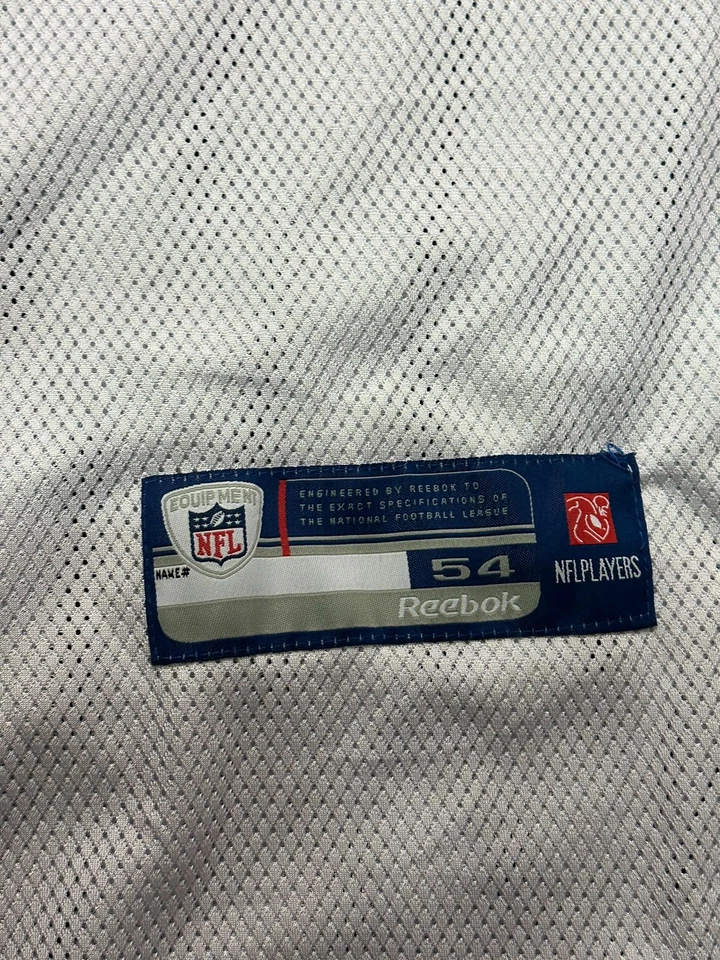 EQUIPMENT
NFL
ENGINEERED BY REEBOK TO
THE EXACT SPECIFICATIONS OF
THE NATIONAL FOOTBALL LEAGUE
NAME#
54
Reebok
NFLPLAYERS